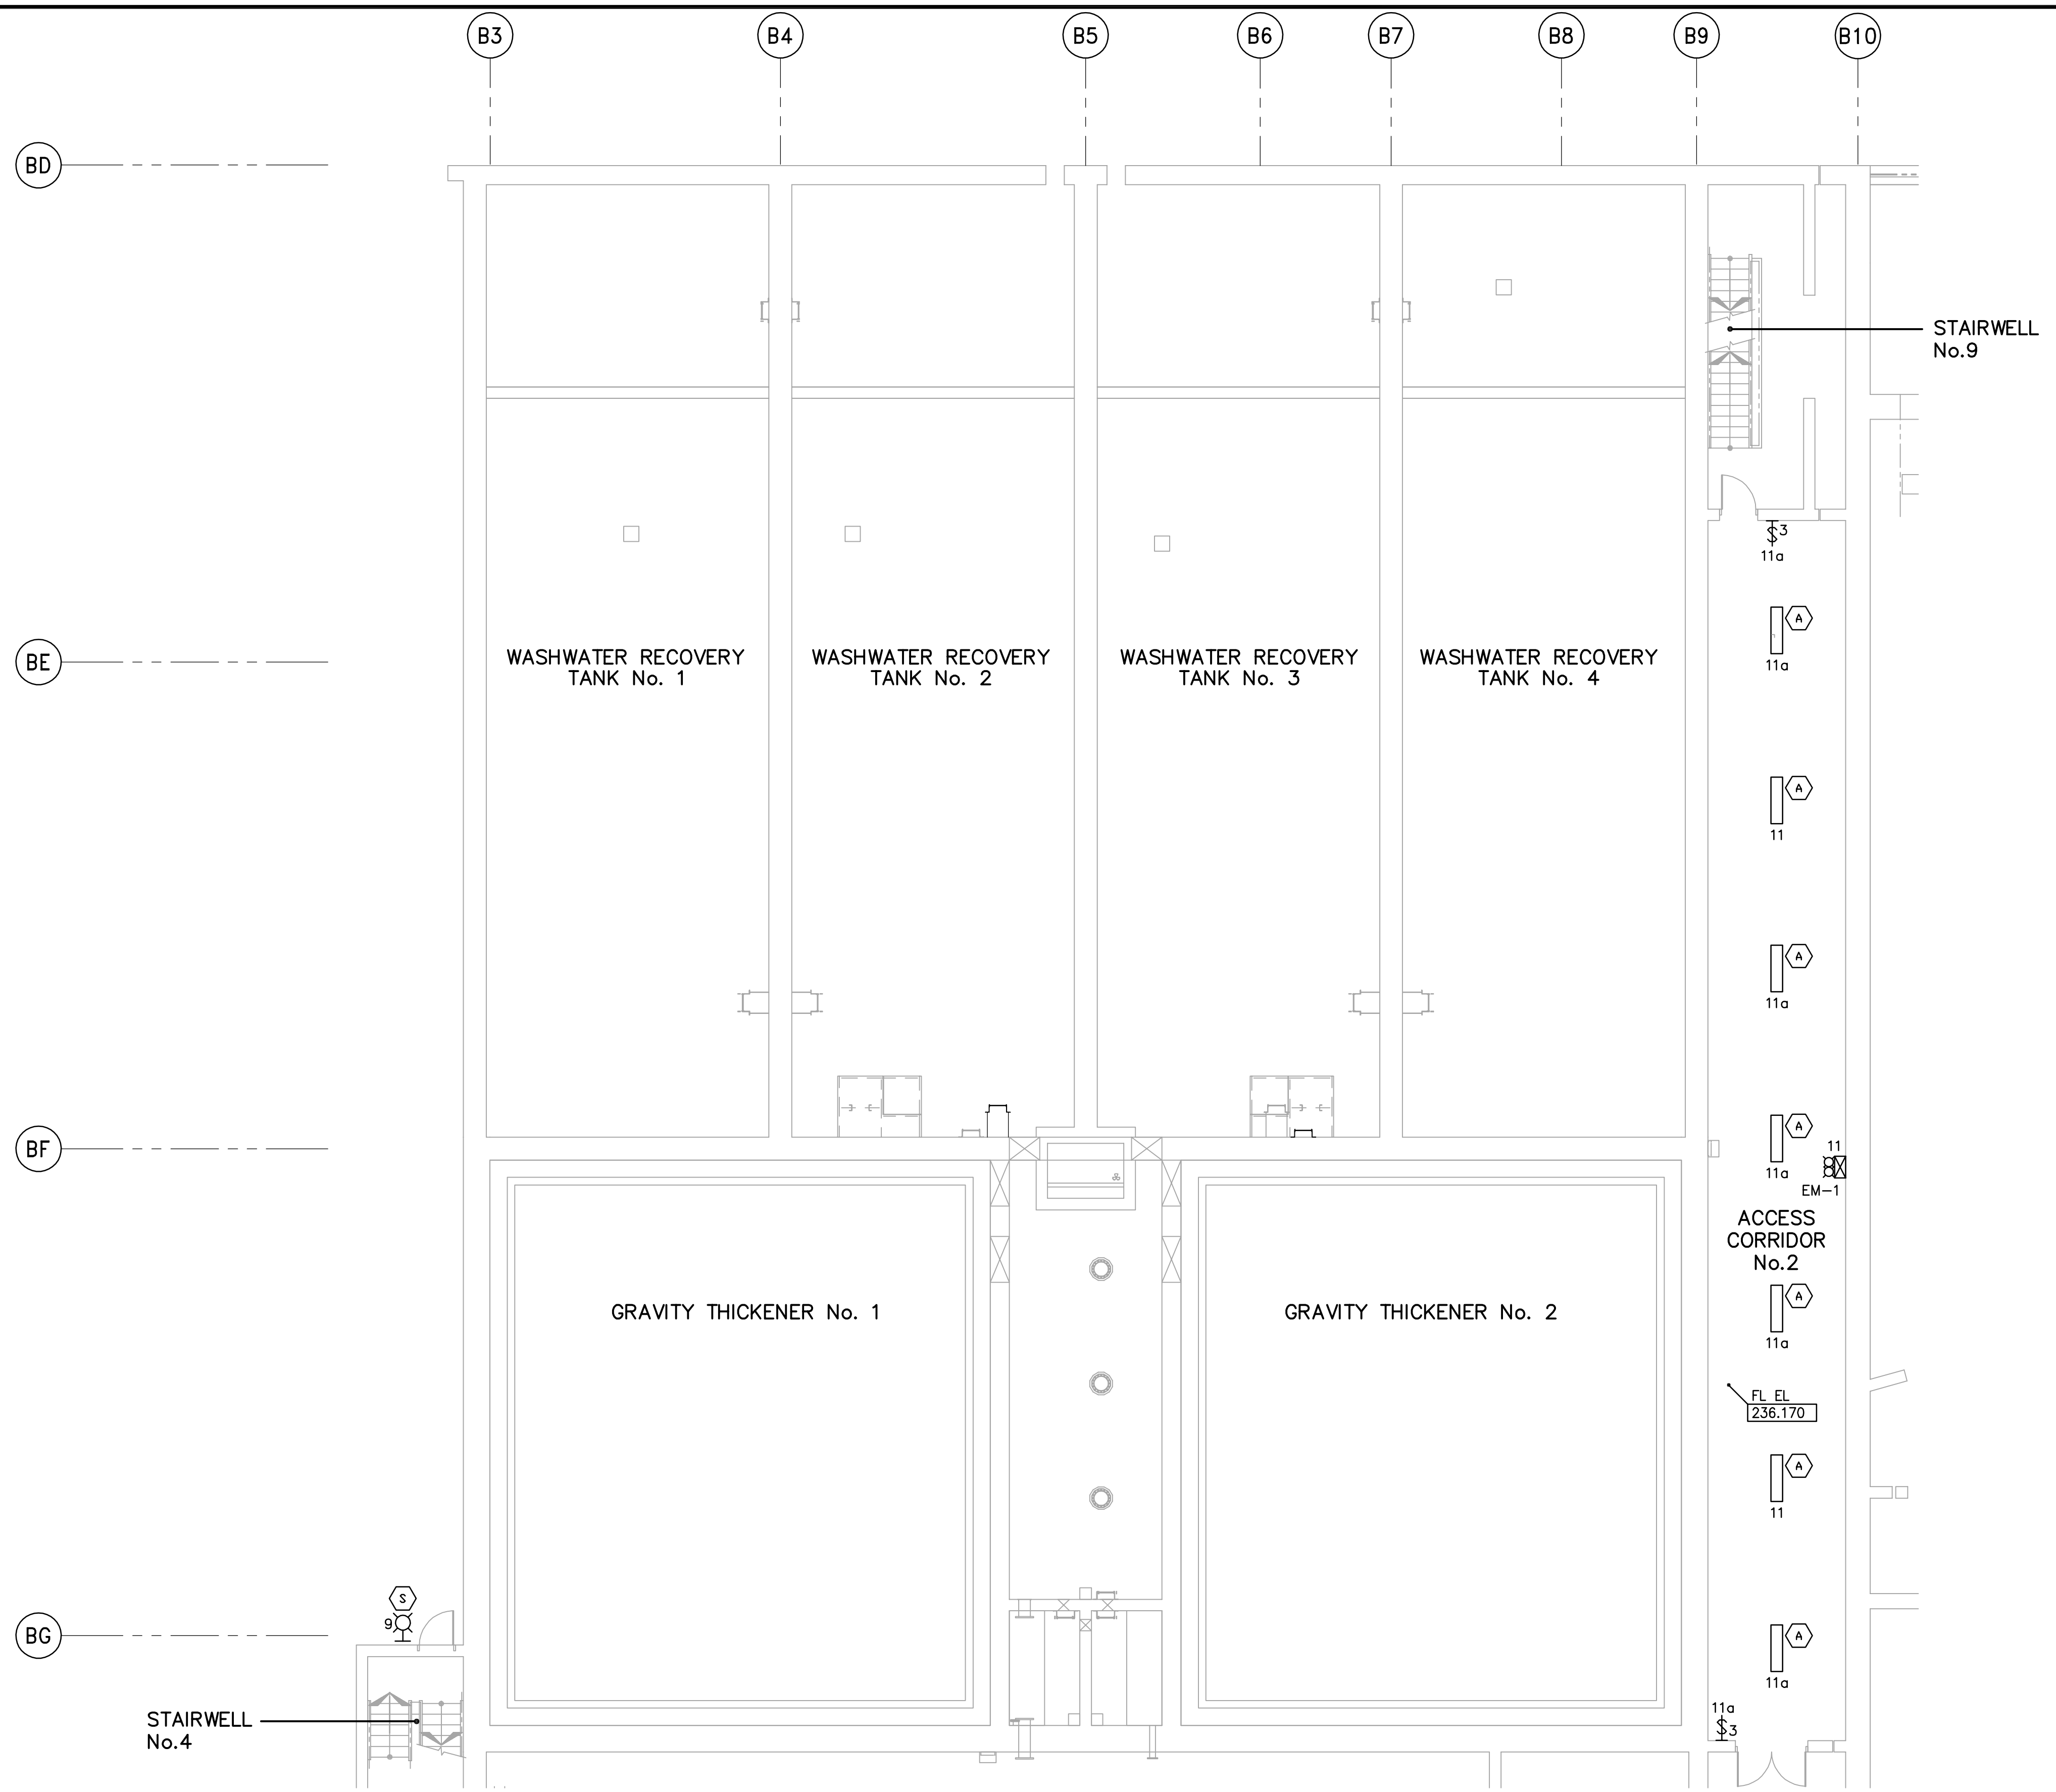 B3 B4 B5 B6 B7 B8 B9 B10
BD
STAIRWELL
No.9
$3
11a
A
11a
BE
WASHWATER RECOVERY
TANK No. 1
WASHWATER RECOVERY
TANK No. 2
WASHWATER RECOVERY
TANK No. 3
WASHWATER RECOVERY
TANK No. 4
A
11
A
11a
BF
A
11a
11
EM-1
ACCESS
CORRIDOR
No.2
GRAVITY THICKENER No. 1
GRAVITY THICKENER No. 2
A
11a
FL EL
236.170
A
11
S
9
BG
A
11a
STAIRWELL
No.4
11a
$3